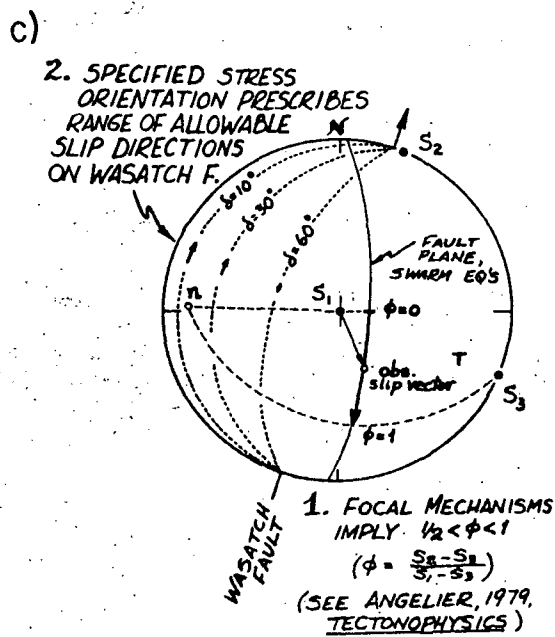 c)
2. SPECIFIED STRESS
ORIENTATION PRESCRIBES
RANGE OF ALLOWABLE
SLIP DIRECTIONS
ON WASATCH F.
N
S₂
δ=10°
δ=30°
δ=60°
FAULT
PLANE,
SWARM EQ'S
n
S₁
φ=0
T
obs.
slip vector
S₃
φ=1
WASATCH
FAULT
1. FOCAL MECHANISMS
IMPLY 1/2<φ<1
(φ = S₂-S₃/S₁-S₃)
(SEE ANGELIER, 1979,
TECTONOPHYSICS)